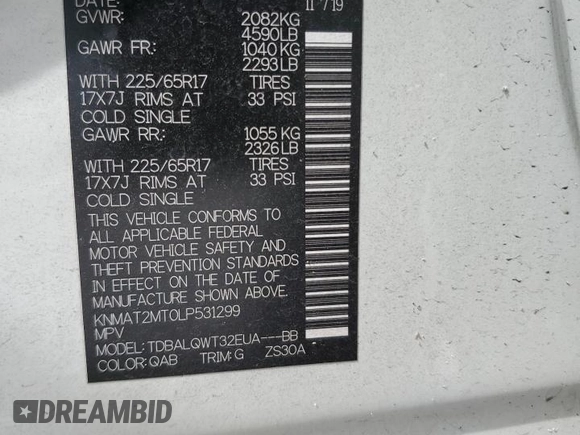 DATE: 11 / 19
GVWR: 2082KG
4590LB
GAWR FR: 1040 KG
2293LB
WITH 225/65R17 TIRES
17X7J RIMS AT 33 PSI
COLD SINGLE
GAWR RR: 1055 KG
2326LB
WITH 225/65R17 TIRES
17X7J RIMS AT 33 PSI
COLD SINGLE
THIS VEHICLE CONFORMS TO
ALL APPLICABLE FEDERAL
MOTOR VEHICLE SAFETY AND
THEFT PREVENTION STANDARDS
IN EFFECT ON THE DATE OF
MANUFACTURE SHOWN ABOVE.
KNMAT2MT0LP531299
MPV
MODEL: TDBALQWT32EUA---BB
COLOR: QAB TRIM: G ZS30A
DREAMBID